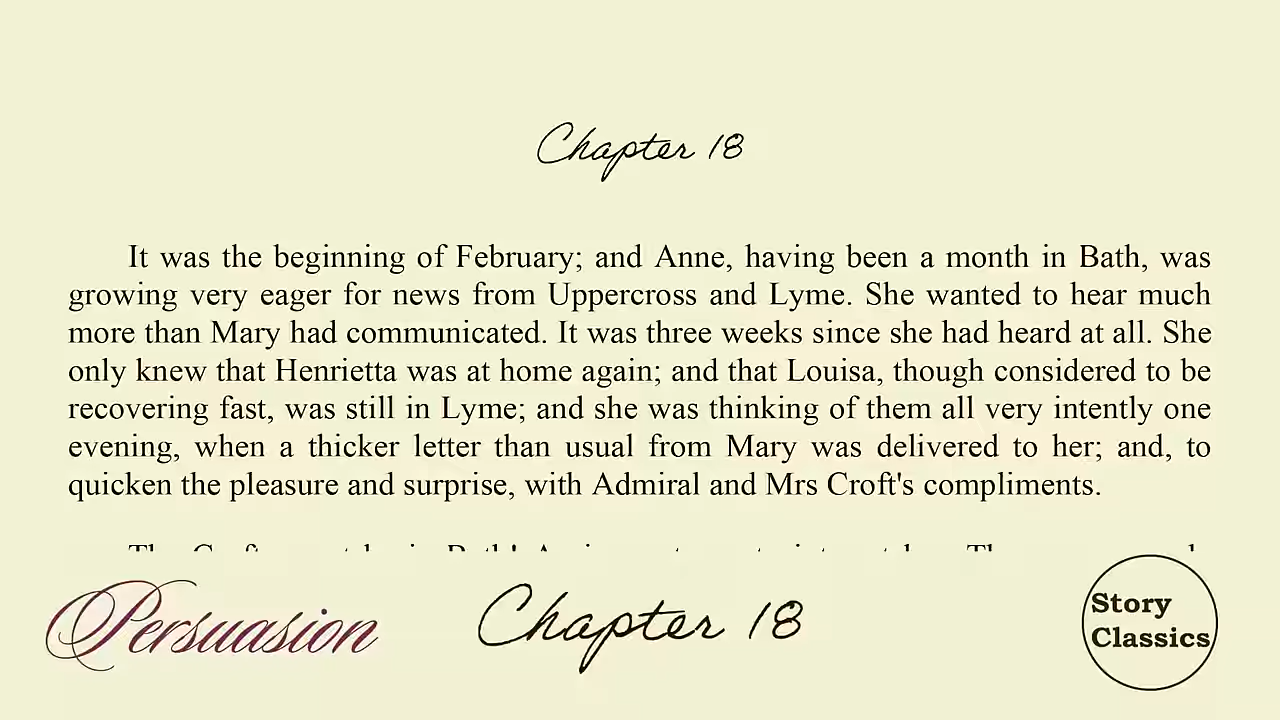 Chapter 18
It was the beginning of February; and Anne, having been a month in Bath, was
growing very eager for news from Uppercross and Lyme. She wanted to hear much
more than Mary had communicated. It was three weeks since she had heard at all. She
only knew that Henrietta was at home again; and that Louisa, though considered to be
recovering fast, was still in Lyme; and she was thinking of them all very intently one
evening, when a thicker letter than usual from Mary was delivered to her; and, to
quicken the pleasure and surprise, with Admiral and Mrs Croft's compliments.
Persuasion
Chapter 18
Story
Classics